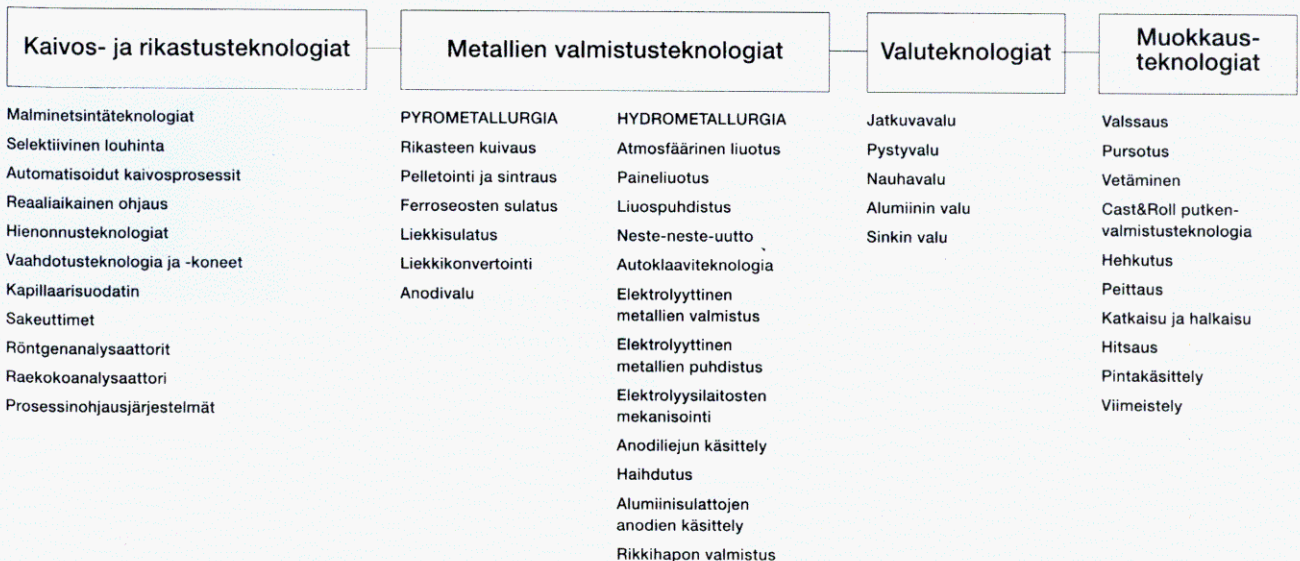 Kaivos- ja rikastusteknologiat
Malminetsintäteknologiat
Selektiivinen louhinta
Automatisoidut kaivosprosessit
Reaaliaikainen ohjaus
Hienonnusteknologiat
Vaahdotusteknologia ja -koneet
Kapillaarisuodatin
Sakeuttimet
Röntgenanalysaattorit
Raekokoanalysaattori
Prosessinohjausjärjestelmät
Metallien valmistusteknologiat
PYROMETALLURGIA
Rikasteen kuivaus
Pelletointi ja sintraus
Ferroseosten sulatus
Liekkisulatus
Liekkikonvertointi
Anodivalu
HYDROMETALLURGIA
Atmosfäärinen liuotus
Paineliuotus
Liuospuhdistus
Neste-neste-uutto
Autoklaaviteknologia
Elektrolyyttinen
metallien valmistus
Elektrolyyttinen
metallien puhdistus
Elektrolyysilaitosten
mekanisointi
Anodiliejun käsittely
Haihdutus
Alumiinisulattojen
anodien käsittely
Rikkihapon valmistus
Valuteknologiat
Jatkuvavalu
Pystyvalu
Nauhavalu
Alumiinin valu
Sinkin valu
Muokkaus-
teknologiat
Valssaus
Pursotus
Vetäminen
Cast&Roll putken-
valmistusteknologia
Hehkutus
Peittaus
Katkaisu ja halkaisu
Hitsaus
Pintakäsittely
Viimeistely